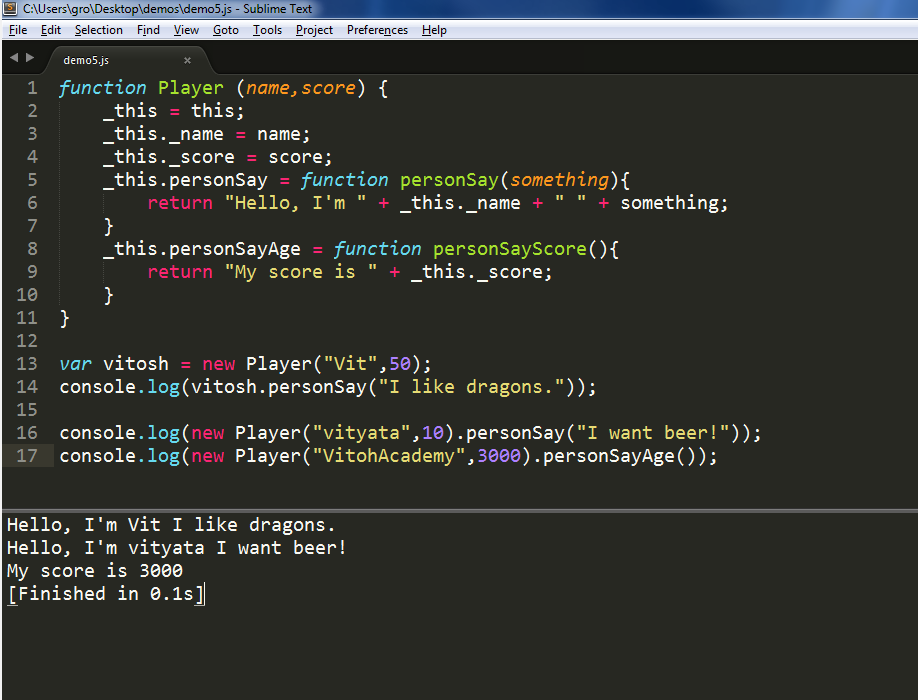 C:\Users\gro\Desktop\demos\demo5.js - Sublime Text
File Edit Selection Find View Goto Tools Project Preferences Help
demo5.js ×
1 function Player (name,score) {
2 _this = this;
3 _this._name = name;
4 _this._score = score;
5 _this.personSay = function personSay(something){
6 return "Hello, I'm " + _this._name + " " + something;
7 }
8 _this.personSayAge = function personSayScore(){
9 return "My score is " + _this._score;
10 }
11 }
12
13 var vitosh = new Player("Vit",50);
14 console.log(vitosh.personSay("I like dragons."));
15
16 console.log(new Player("vityata",10).personSay("I want beer!"));
17 console.log(new Player("VitohAcademy",3000).personSayAge());
Hello, I'm Vit I like dragons.
Hello, I'm vityata I want beer!
My score is 3000
[Finished in 0.1s]